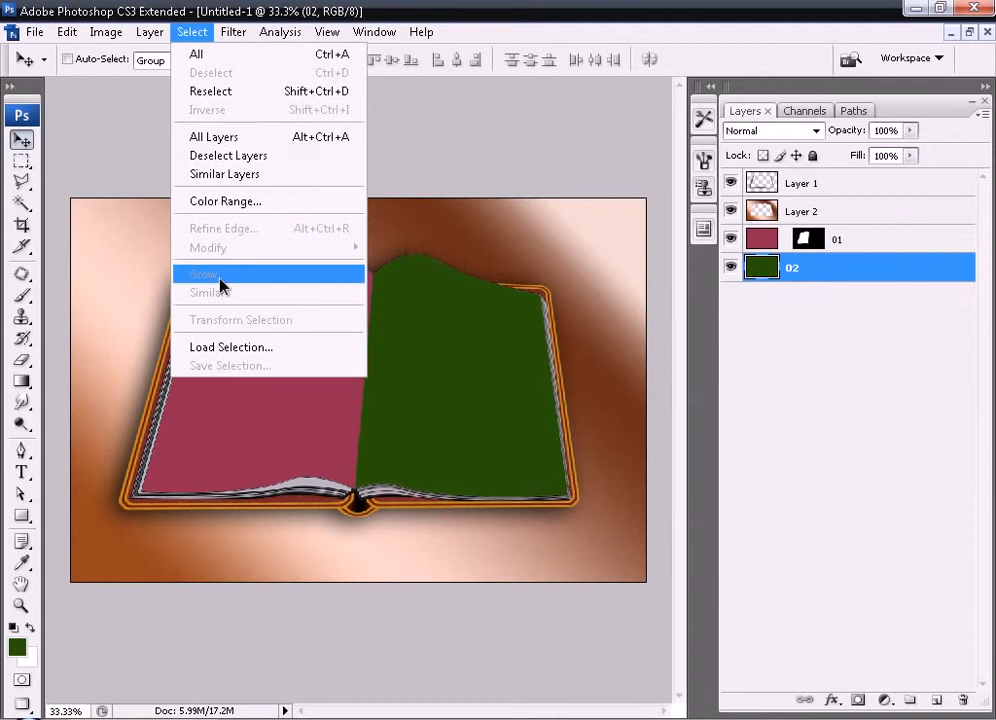 Ps Adobe Photoshop CS3 Extended - [Untitled-1 @ 33.3% (02, RGB/8)]
Ps File Edit Image Layer Select Filter Analysis View Window Help
Auto-Select: Group Workspace
All Ctrl+A
Deselect Ctrl+D
Reselect Shift+Ctrl+D
Inverse Shift+Ctrl+I
All Layers Alt+Ctrl+A
Deselect Layers
Similar Layers
Color Range...
Refine Edge... Alt+Ctrl+R
Modify
Grow
Similar
Transform Selection
Load Selection...
Save Selection...
Ps
T
Layers Channels Paths
Normal Opacity: 100%
Lock: Fill: 100%
Layer 1
Layer 2
01
02
fx
33.33% Doc: 5.99M/17.2M